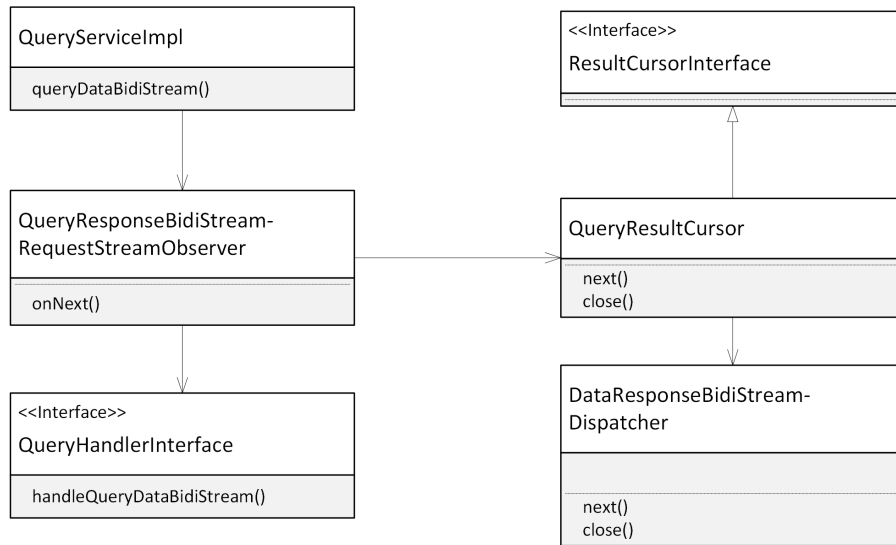 QueryServiceImpl
queryDataBidiStream()
QueryResponseBidiStream-
RequestStreamObserver
onNext()
<<Interface>>
QueryHandlerInterface
handleQueryDataBidiStream()
<<Interface>>
ResultCursorInterface
QueryResultCursor
next()
close()
DataResponseBidiStream-
Dispatcher
next()
close()